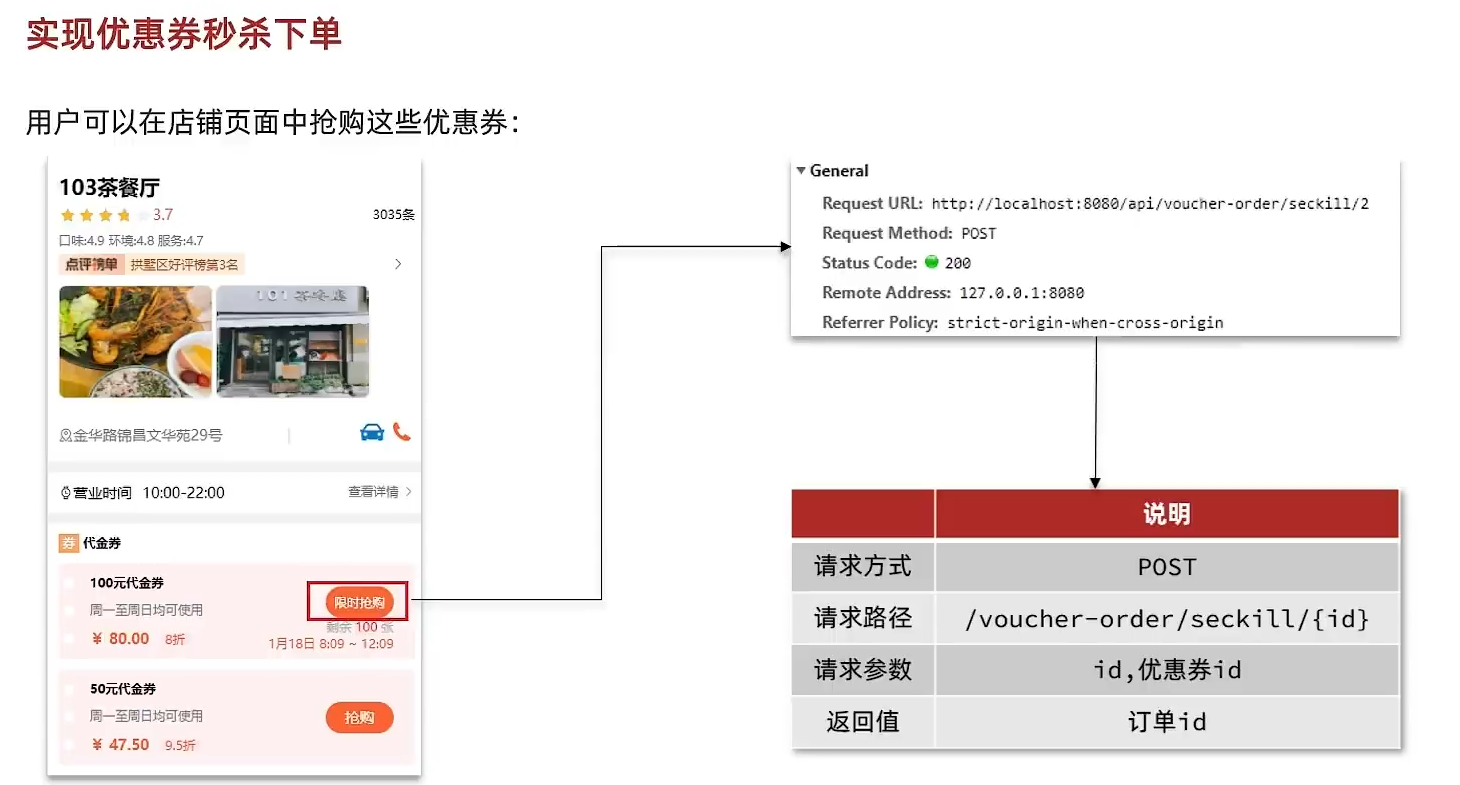 实现优惠券秒杀下单
用户可以在店铺页面中抢购这些优惠券：
103茶餐厅
3.7
3035条
口味:4.9 环境:4.8 服务:4.7
点评榜单 拱墅区好评榜第3名
金华路锦昌文华苑29号
营业时间 10:00-22:00
查看详情
券 代金券
100元代金券
限时抢购
周一至周日均可使用
剩余 100 张
¥ 80.00 8折
1月18日 8:09 ~ 12:09
50元代金券
周一至周日均可使用
抢购
¥ 47.50 9.5折
General
Request URL: http://localhost:8080/api/voucher-order/seckill/2
Request Method: POST
Status Code: 200
Remote Address: 127.0.0.1:8080
Referrer Policy: strict-origin-when-cross-origin
说明
请求方式 POST
请求路径 /voucher-order/seckill/{id}
请求参数 id,优惠券id
返回值 订单id